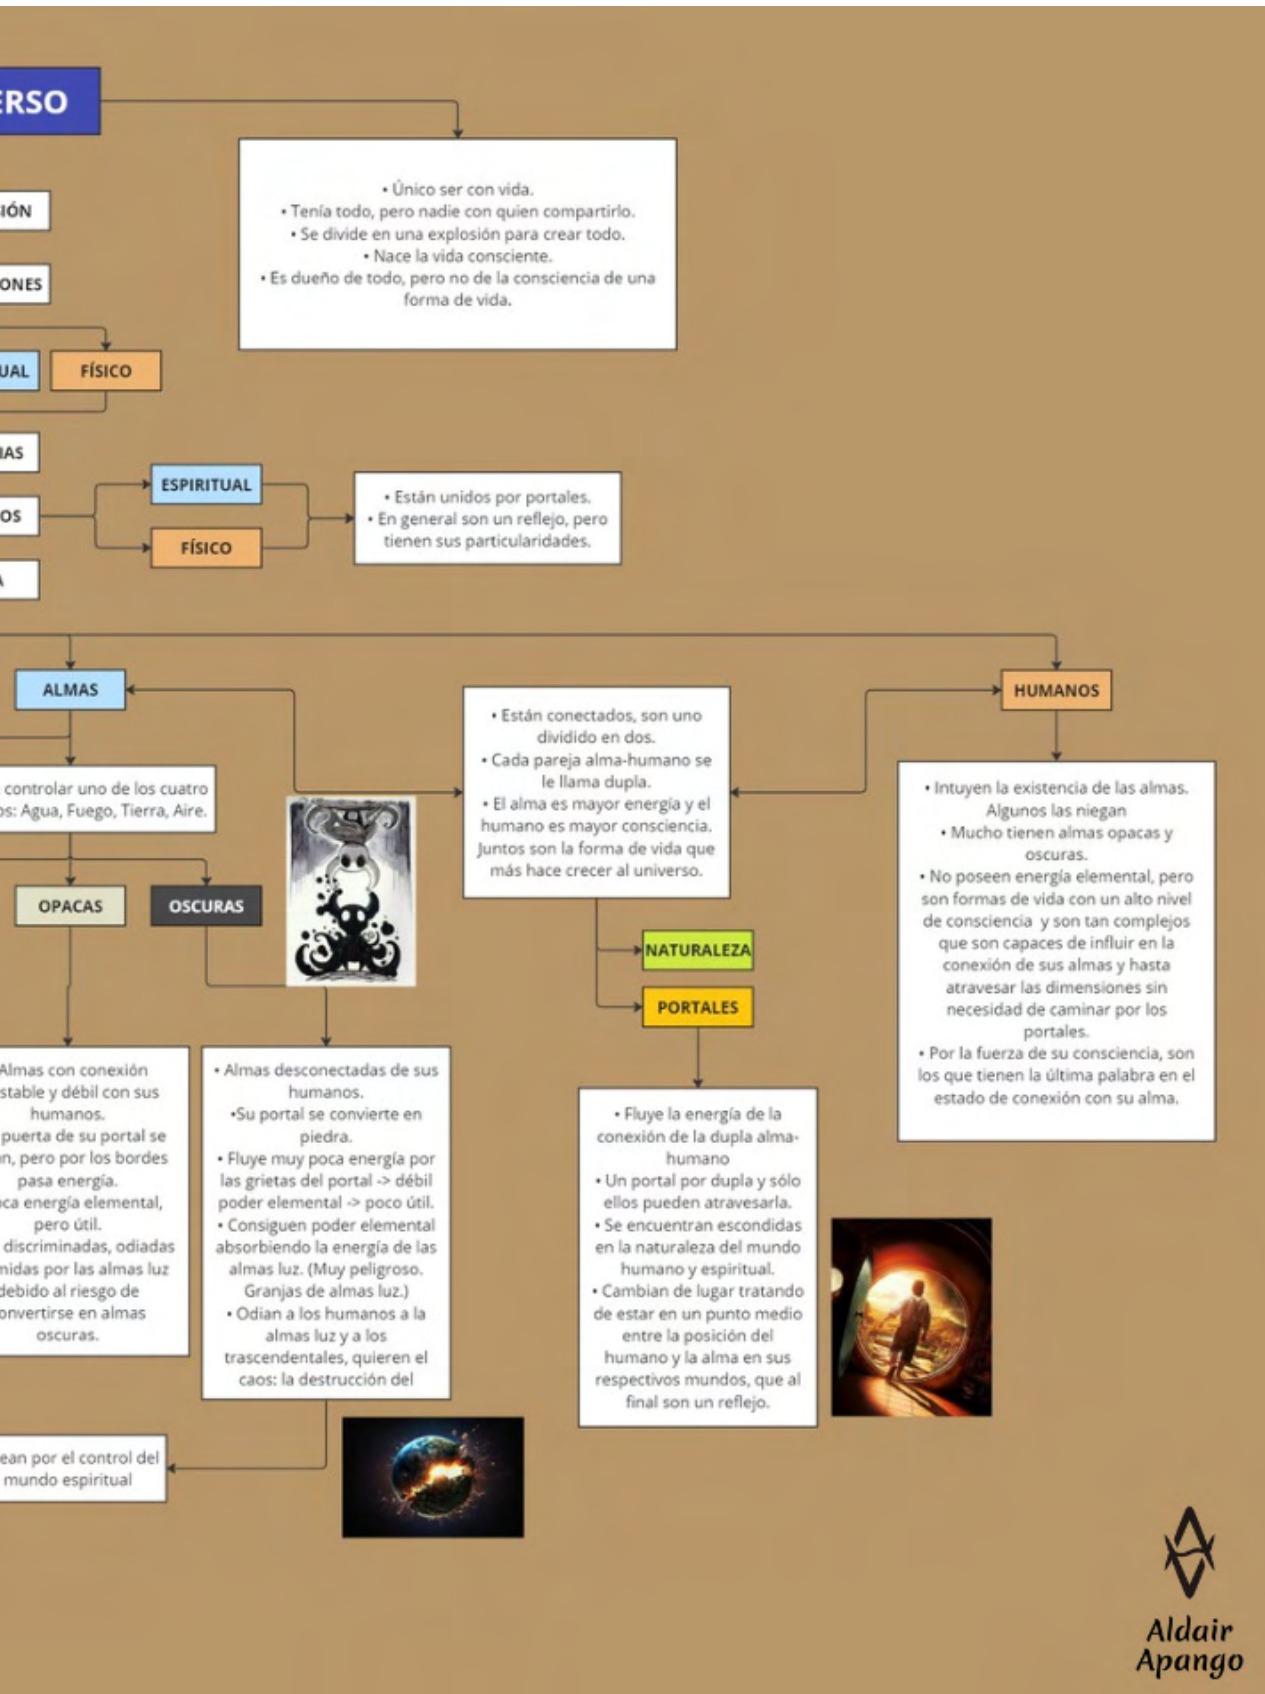 ERSO
• Único ser con vida.
• Tenía todo, pero nadie con quien compartirlo.
• Se divide en una explosión para crear todo.
• Nace la vida consciente.
• Es dueño de todo, pero no de la consciencia de una
forma de vida.
IÓN
ONES
UAL
FÍSICO
IAS
OS
A
ESPIRITUAL
FÍSICO
• Están unidos por portales.
• En general son un reflejo, pero
tienen sus particularidades.
ALMAS
controlar uno de los cuatro
os: Agua, Fuego, Tierra, Aire.
OPACAS
OSCURAS
Almas con conexión
stable y débil con sus
humanos.
puerta de su portal se
n, pero por los bordes
pasa energía.
ca energía elemental,
pero útil.
discriminadas, odiadas
midas por las almas luz
debido al riesgo de
onvertirse en almas
oscuras.
• Almas desconectadas de sus
humanos.
•Su portal se convierte en
piedra.
• Fluye muy poca energía por
las grietas del portal -> débil
poder elemental -> poco útil.
• Consiguen poder elemental
absorbiendo la energía de las
almas luz. (Muy peligroso.
Granjas de almas luz.)
• Odian a los humanos a la
almas luz y a los
trascendentales, quieren el
caos: la destrucción del
ean por el control del
mundo espiritual
• Están conectados, son uno
dividido en dos.
• Cada pareja alma-humano se
le llama dupla.
• El alma es mayor energía y el
humano es mayor consciencia.
Juntos son la forma de vida que
más hace crecer al universo.
NATURALEZA
PORTALES
• Fluye la energía de la
conexión de la dupla alma-
humano
• Un portal por dupla y sólo
ellos pueden atravesarla.
• Se encuentran escondidas
en la naturaleza del mundo
humano y espiritual.
• Cambian de lugar tratando
de estar en un punto medio
entre la posición del
humano y la alma en sus
respectivos mundos, que al
final son un reflejo.
HUMANOS
• Intuyen la existencia de las almas.
Algunos las niegan
• Mucho tienen almas opacas y
oscuras.
• No poseen energía elemental, pero
son formas de vida con un alto nivel
de consciencia y son tan complejos
que son capaces de influir en la
conexión de sus almas y hasta
atravesar las dimensiones sin
necesidad de caminar por los
portales.
• Por la fuerza de su consciencia, son
los que tienen la última palabra en el
estado de conexión con su alma.
Aldair
Apango